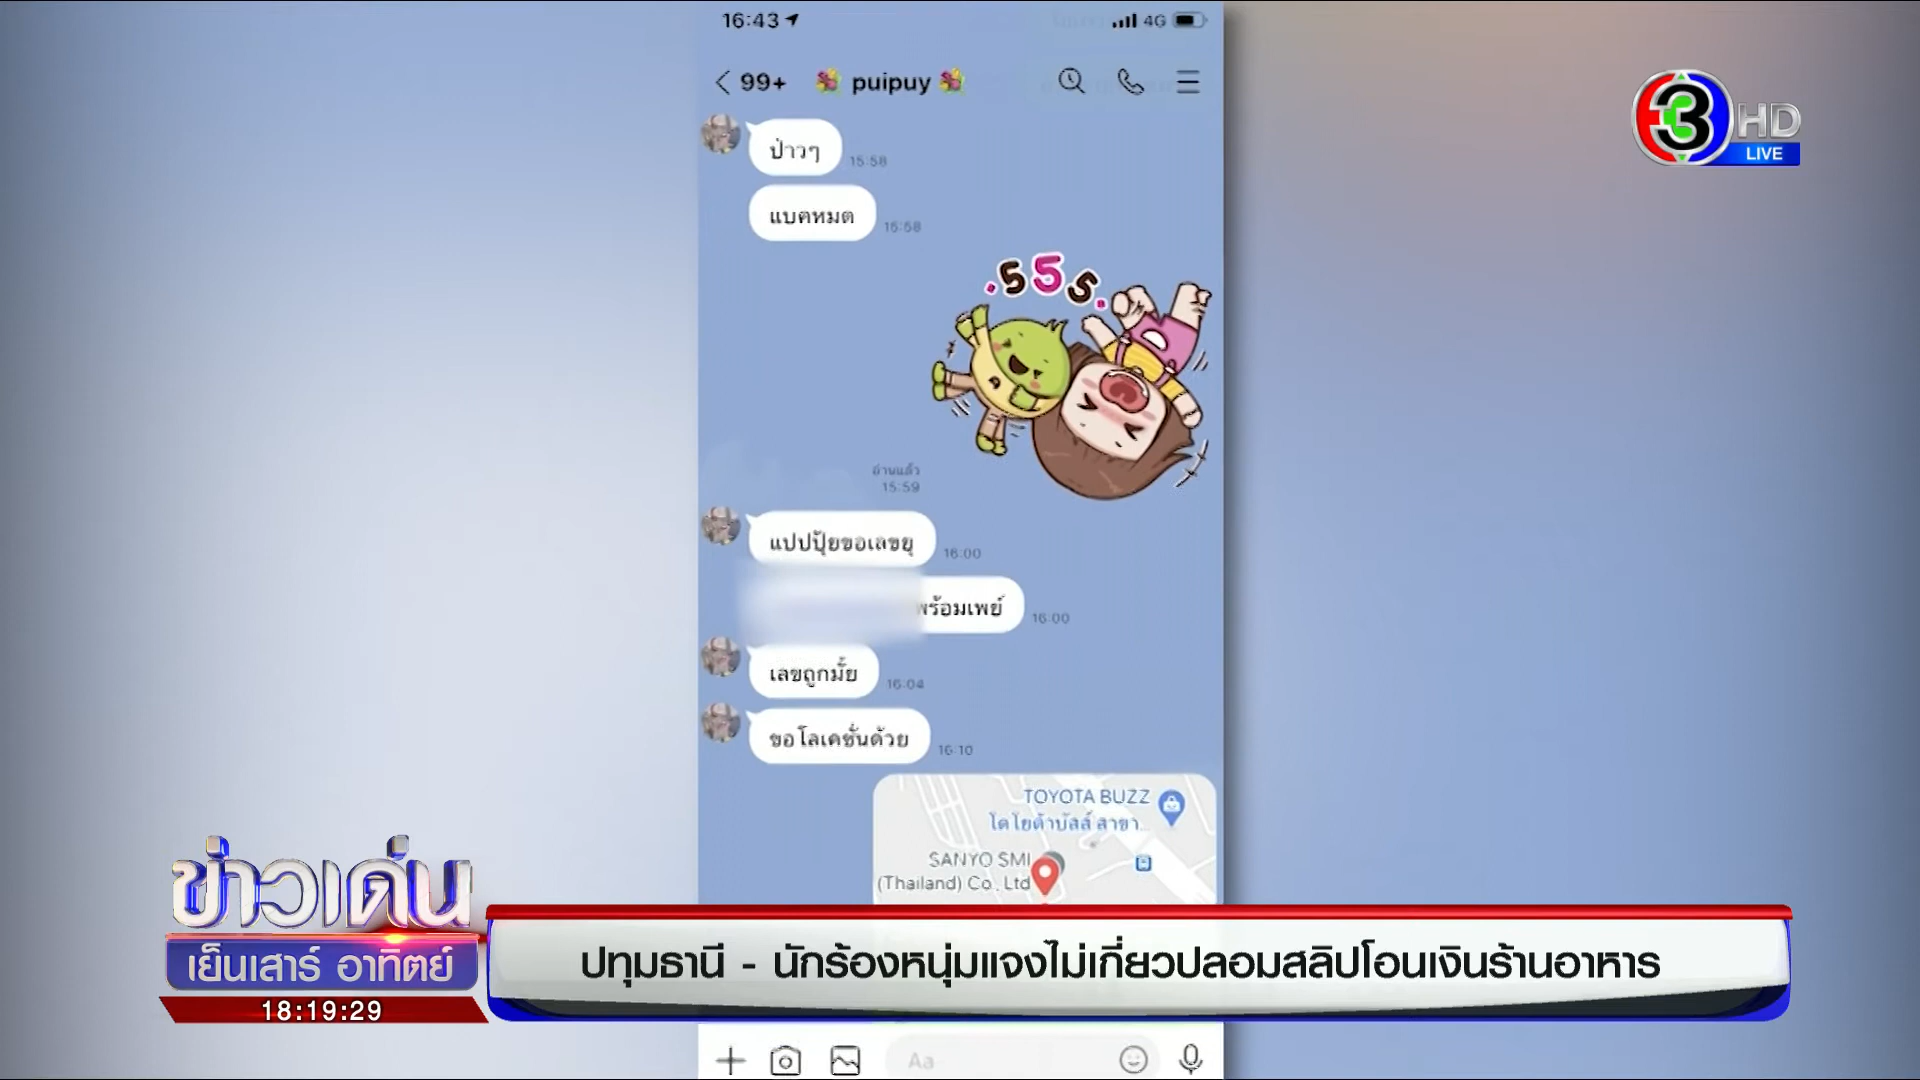 16:43
4G
99+
puipuy
3 HD
LIVE
ป่าวๆ
15:58
แบตหมด
15:58
555
อ่านแล้ว
15:59
แปปปุ้ยขอเลขยุ
16:00
พร้อมเพย์
16:00
เลขถูกมั้ย
16:04
ขอโลเคชั่นด้วย
16:10
TOYOTA BUZZ
โตโยต้าบัสส์ สาขา...
SANYO SMI
(Thailand) Co., Ltd
ข่าวเด่น
เย็นเสาร์ อาทิตย์
18:19:29
ปทุมธานี - นักร้องหนุ่มแจงไม่เกี่ยวปลอมสลิปโอนเงินร้านอาหาร
Aa